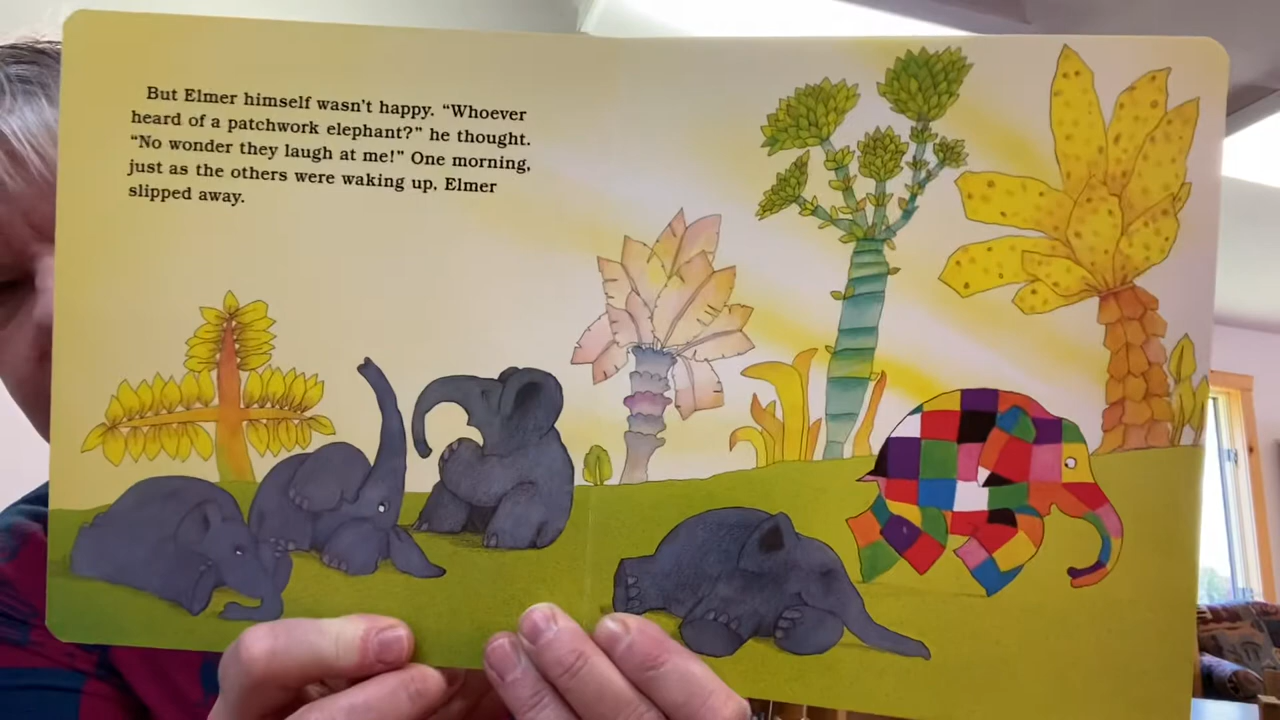 But Elmer himself wasn't happy. "Whoever
heard of a patchwork elephant?" he thought.
"No wonder they laugh at me!" One morning,
just as the others were waking up, Elmer
slipped away.